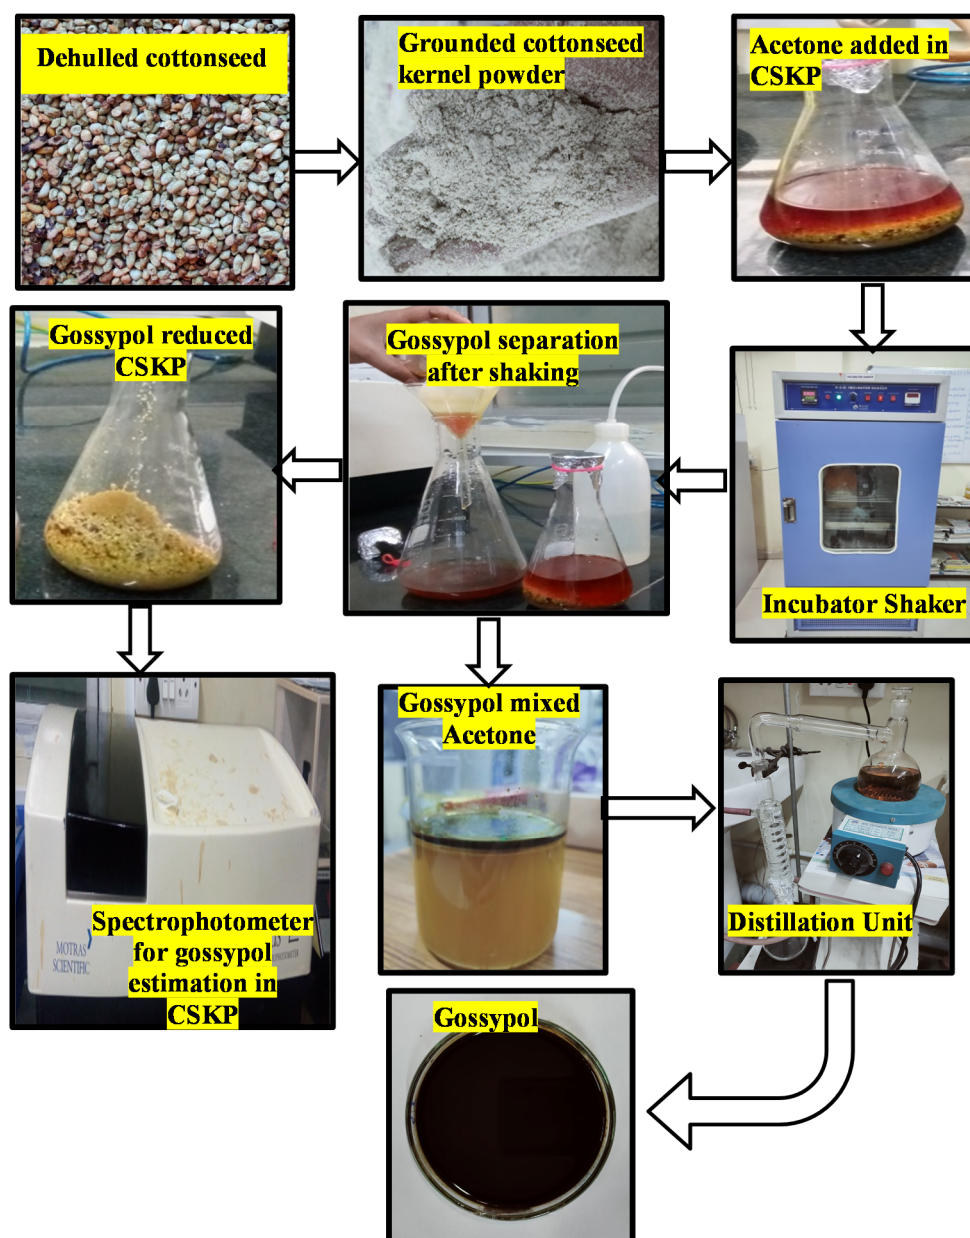 Dehulled cottonseed
Grounded cottonseed
kernel powder
Acetone added in
CSKP
Gossypol reduced
CSKP
Gossypol separation
after shaking
Incubator Shaker
Spectrophotometer
for gossypol
estimation in
CSKP
MOTRAS
SCIENTIFIC
Gossypol mixed
Acetone
Distillation Unit
Gossypol